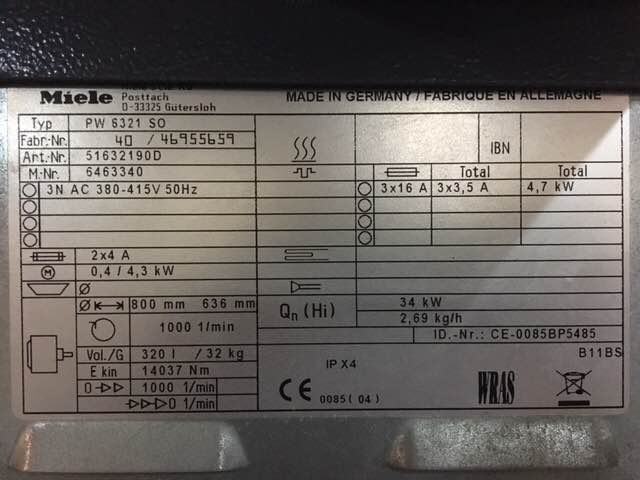 Miele Posttach
D-33325 Gütersloh
MADE IN GERMANY / FABRIQUE EN ALLEMAGNE
Typ PW 6321 SO
Fabr.-Nr. 40 / 46955659
Art.-Nr. 51632190D
M.-Nr. 6463340
IBN
Total Total
3N AC 380-415V 50Hz
3x16 A 3x3,5 A 4,7 kW
2x4 A
M 0,4 / 4,3 kW
Ø
Ø 800 mm 636 mm
1000 1/min
Qn (Hi) 34 kW
2,69 kg/h
ID.-Nr.: CE-0085BP5485
Vol./G 320 l / 32 kg
E kin 14037 Nm
0 1000 1/min
0 1/min
B11BS
IP X4
CE 0085 ( 04 )
WRAS